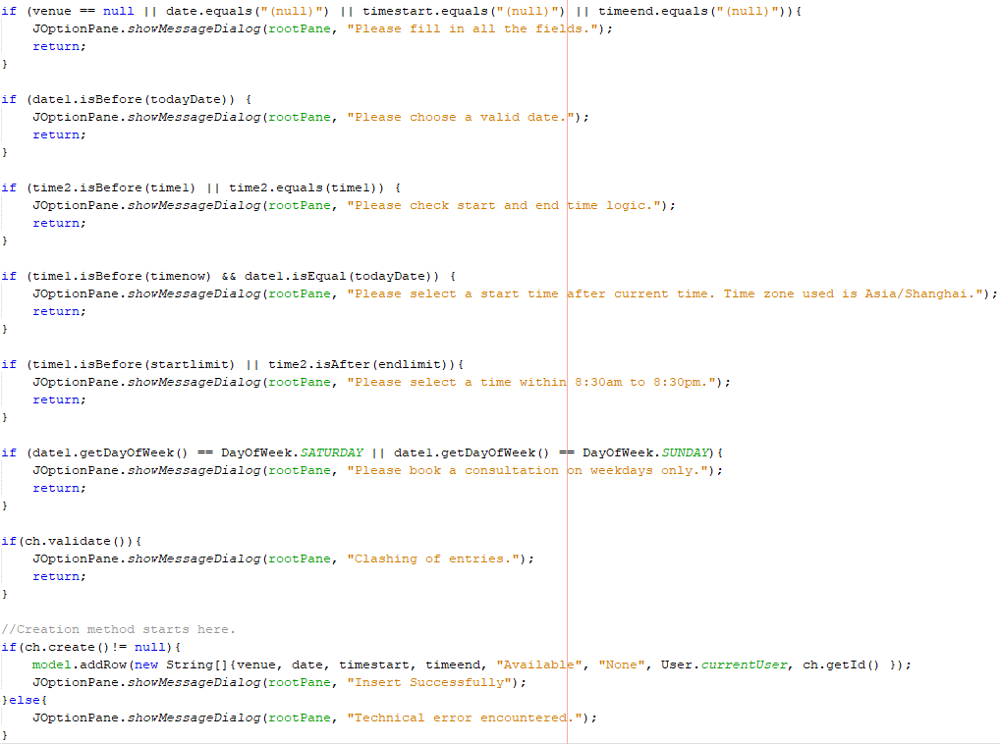 if (venue == null || date.equals("(null)") || timestart.equals("(null)") || timeend.equals("(null)")){
    JOptionPane.showMessageDialog(rootPane, "Please fill in all the fields.");
    return;
}

if (date1.isBefore(todayDate)) {
    JOptionPane.showMessageDialog(rootPane, "Please choose a valid date.");
    return;
}

if (time2.isBefore(time1) || time2.equals(time1)) {
    JOptionPane.showMessageDialog(rootPane, "Please check start and end time logic.");
    return;
}

if (time1.isBefore(timenow) && date1.isEqual(todayDate)) {
    JOptionPane.showMessageDialog(rootPane, "Please select a start time after current time. Time zone used is Asia/Shanghai.");
    return;
}

if (time1.isBefore(startlimit) || time2.isAfter(endlimit)){
    JOptionPane.showMessageDialog(rootPane, "Please select a time within 8:30am to 8:30pm.");
    return;
}

if (date1.getDayOfWeek() == DayOfWeek.SATURDAY || date1.getDayOfWeek() == DayOfWeek.SUNDAY){
    JOptionPane.showMessageDialog(rootPane, "Please book a consultation on weekdays only.");
    return;
}

if(ch.validate()){
    JOptionPane.showMessageDialog(rootPane, "Clashing of entries.");
    return;
}

//Creation method starts here.
if(ch.create()!= null){
    model.addRow(new String[]{venue, date, timestart, timeend, "Available", "None", User.currentUser, ch.getId() });
    JOptionPane.showMessageDialog(rootPane, "Insert Successfully");
}else{
    JOptionPane.showMessageDialog(rootPane, "Technical error encountered.");
}